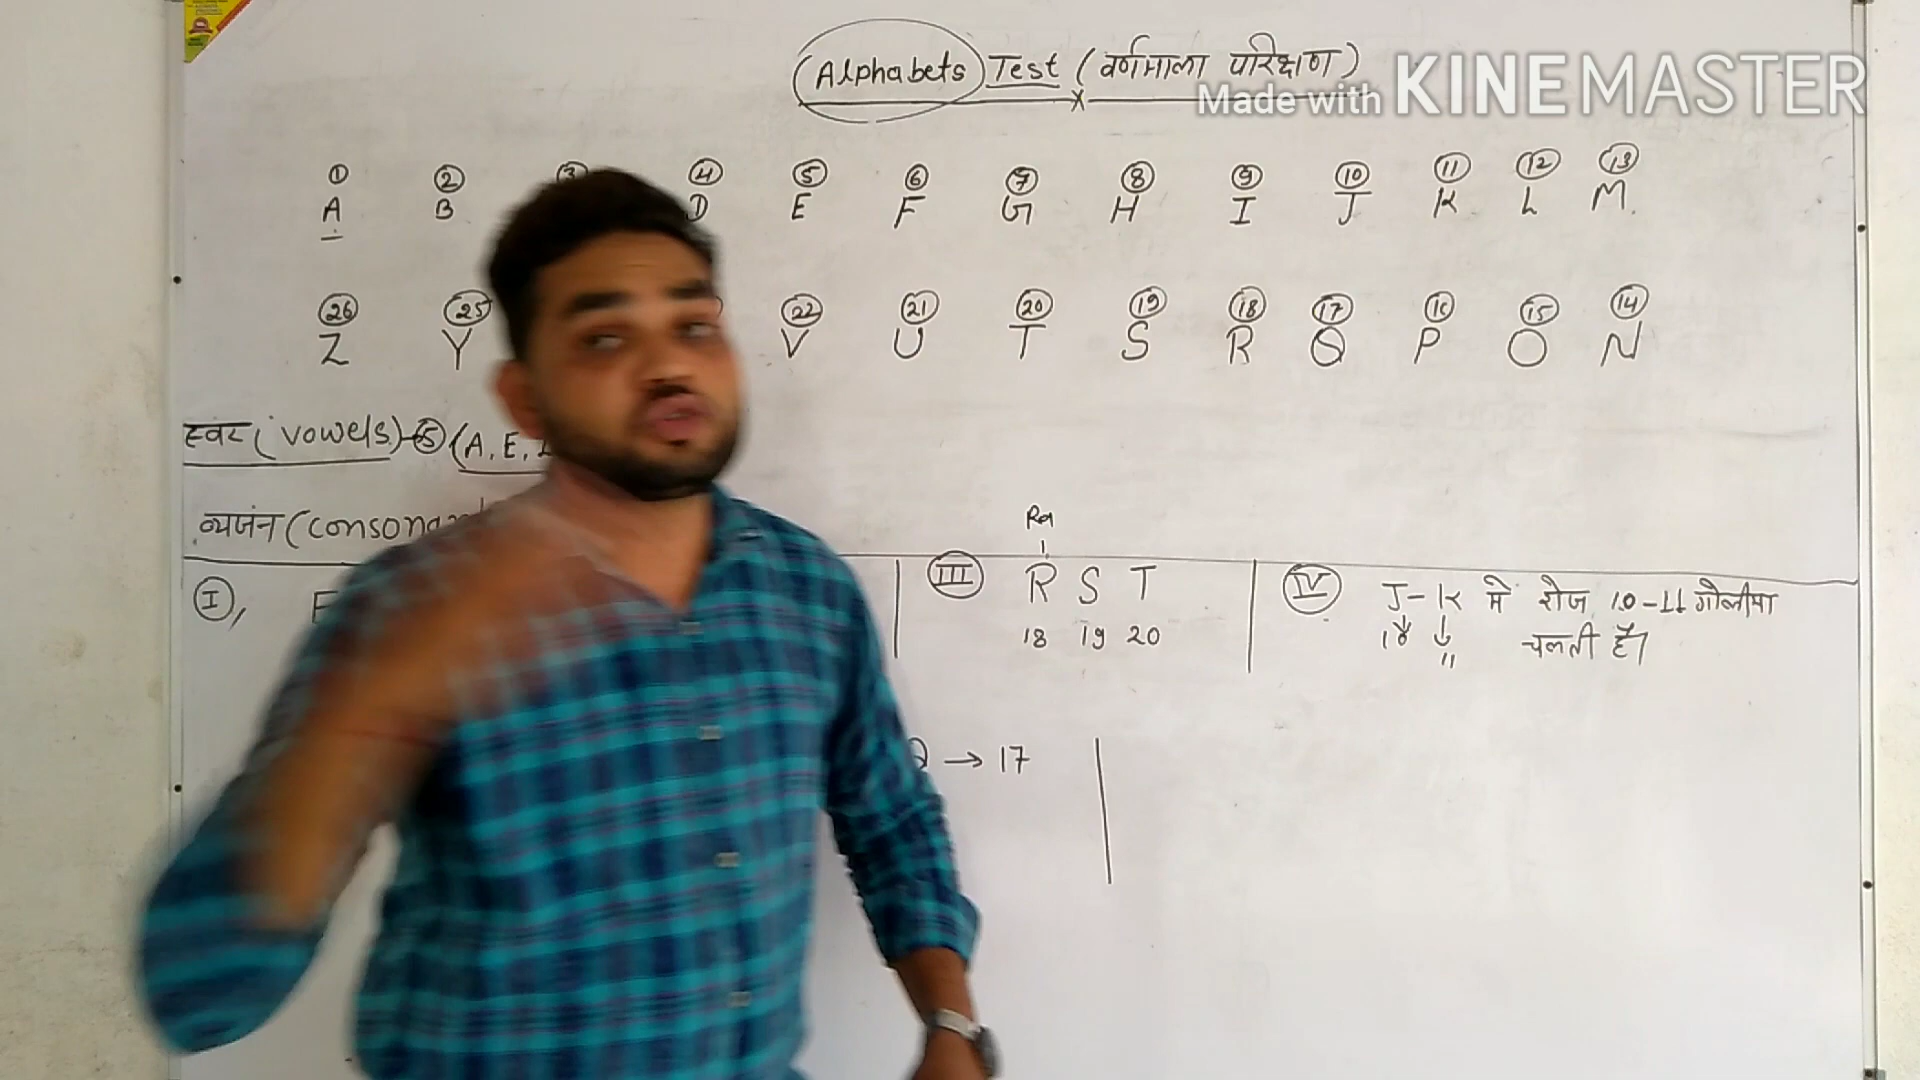 Alphabets Test (वर्णमाला परिक्षण)
Made with KINEMASTER
1 2 3 4 5 6 7 8 9 10 11 12 13
A B D E F G H I J K L M.
26 25 22 21 20 19 18 17 16 15 14
Z Y V U T S R Q P O N
स्वर (vowels) → 5 (A, E, I
व्यजंन (consona
Ra
I, E III R S T IV J - K मे रोज 10-11 गोलीया
18 19 20 10 11 चलती है।
Q → 17